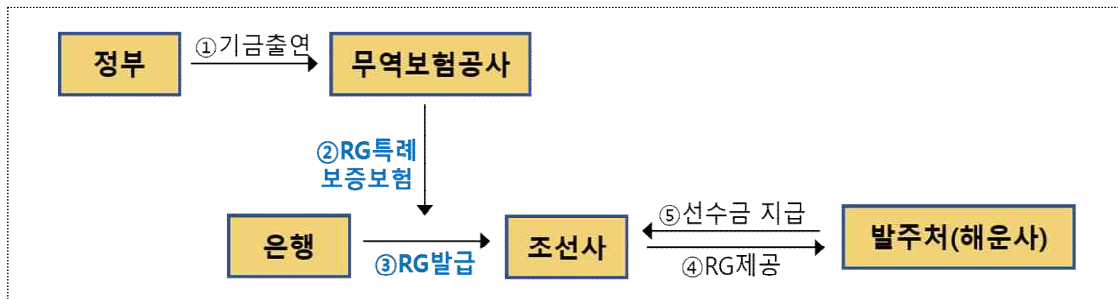 정부
①기금출연
무역보험공사
②RG특례
보증보험
은행
③RG발급
조선사
⑤선수금 지급
④RG제공
발주처(해운사)